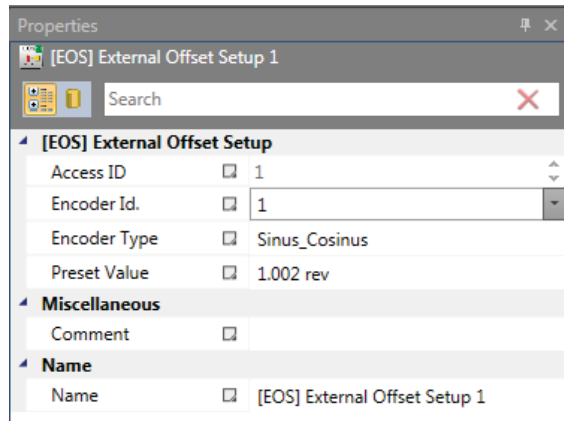 Properties
[EOS] External Offset Setup 1
Search
[EOS] External Offset Setup
Access ID 1
Encoder Id. 1
Encoder Type Sinus_Cosinus
Preset Value 1.002 rev
Miscellaneous
Comment
Name
Name [EOS] External Offset Setup 1